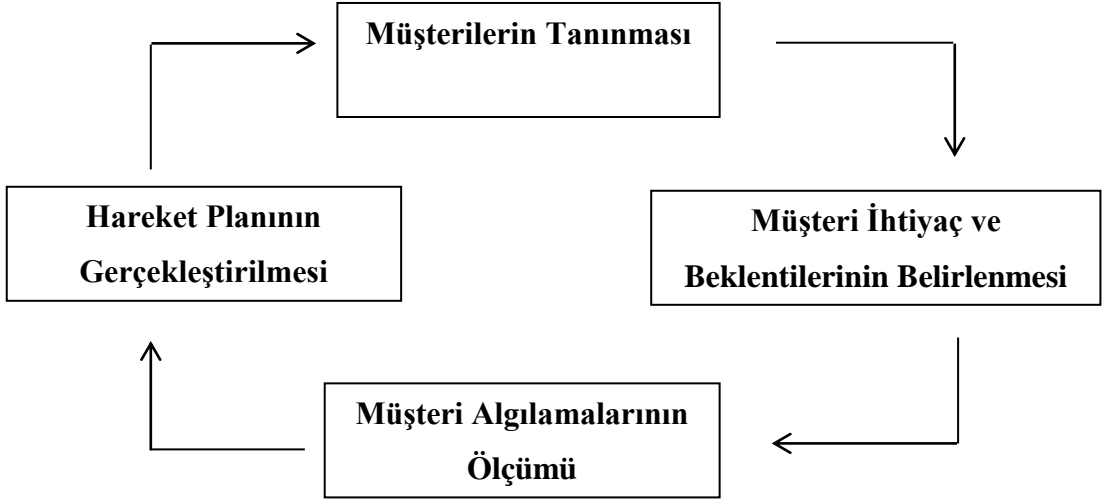 Müşterilerin Tanınması
Hareket Planının
Gerçekleştirilmesi
Müşteri İhtiyaç ve
Beklentilerinin Belirlenmesi
Müşteri Algılamalarının
Ölçümü